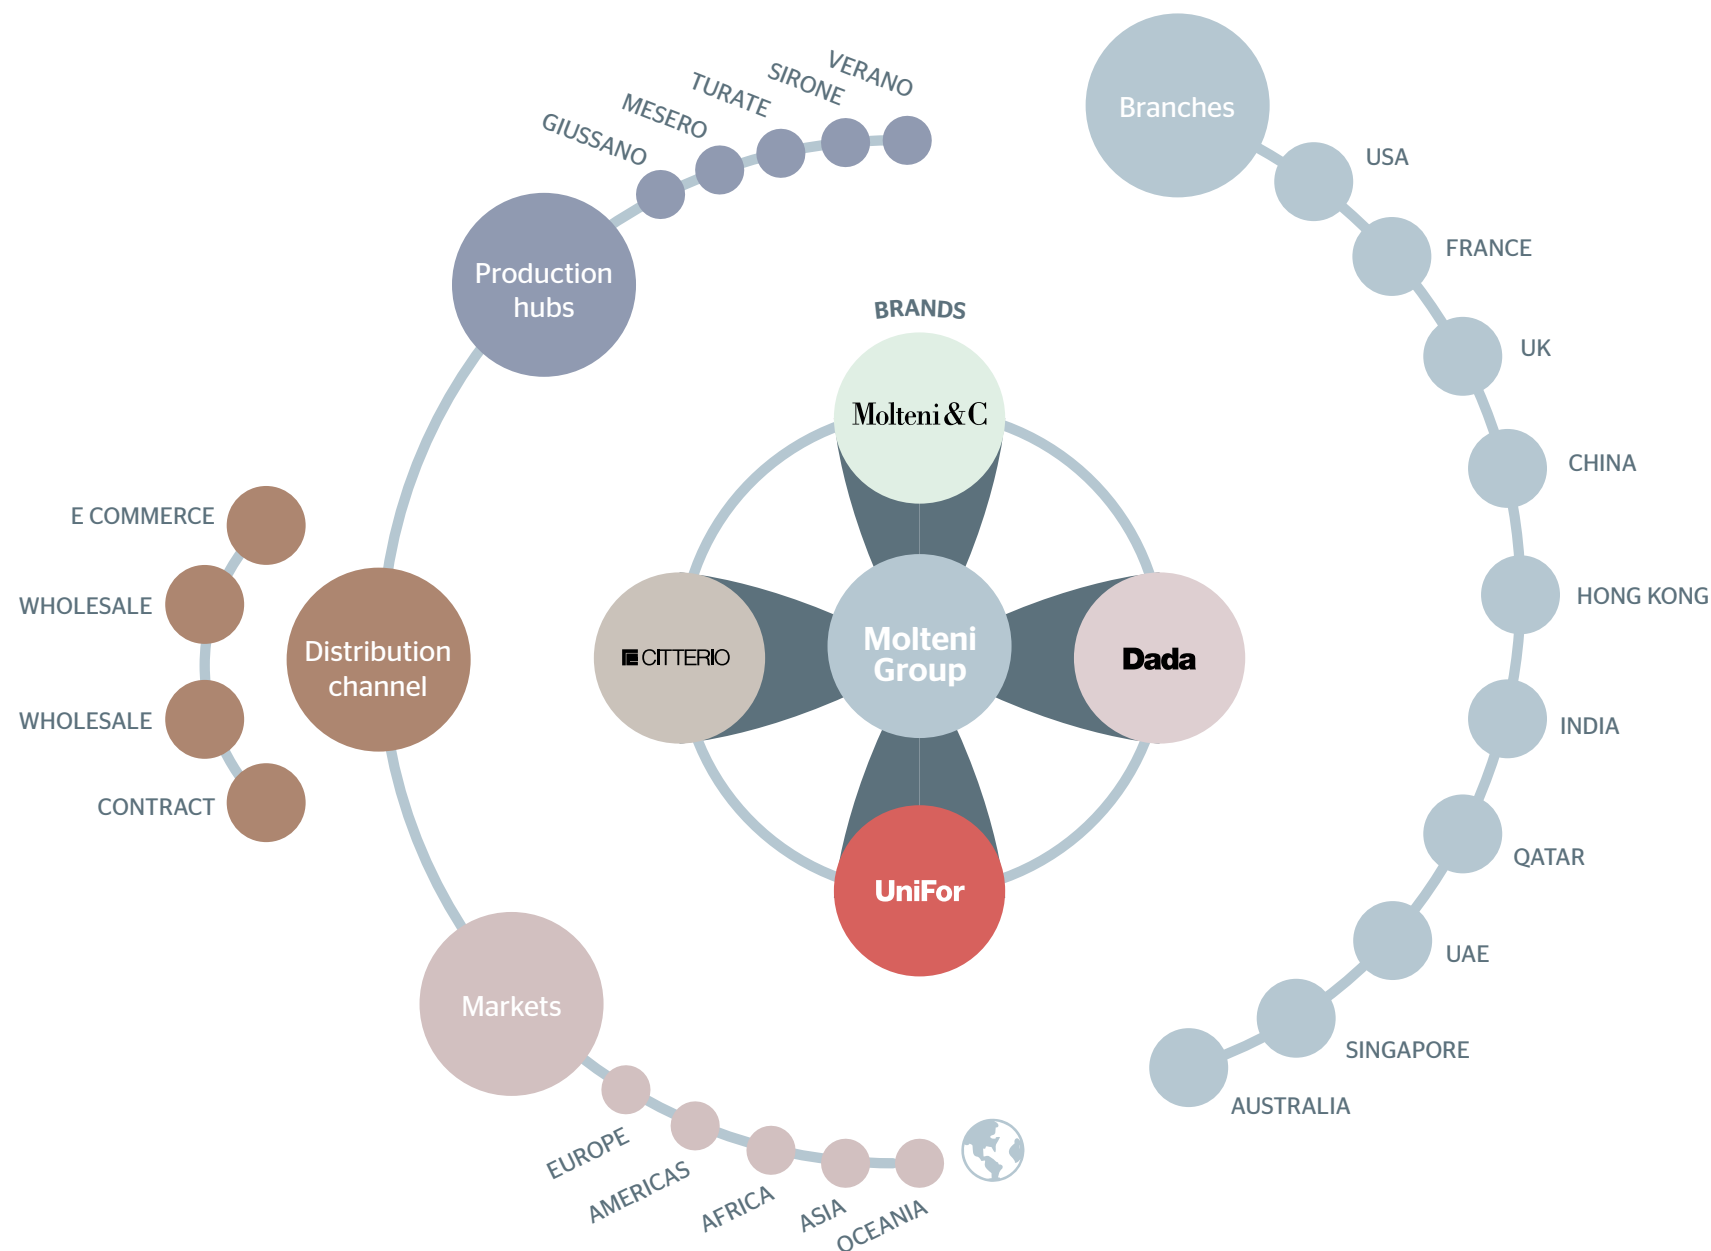 VERANO
SIRONE
TURATE
MESERO
GIUSSANO
Production
hubs
Branches
USA
FRANCE
UK
CHINA
HONG KONG
INDIA
QATAR
UAE
SINGAPORE
AUSTRALIA
BRANDS
Molteni&C
CITTERIO
Molteni
Group
Dada
UniFor
E COMMERCE
WHOLESALE
WHOLESALE
CONTRACT
Distribution
channel
Markets
EUROPE
AMERICAS
AFRICA
ASIA
OCEANIA